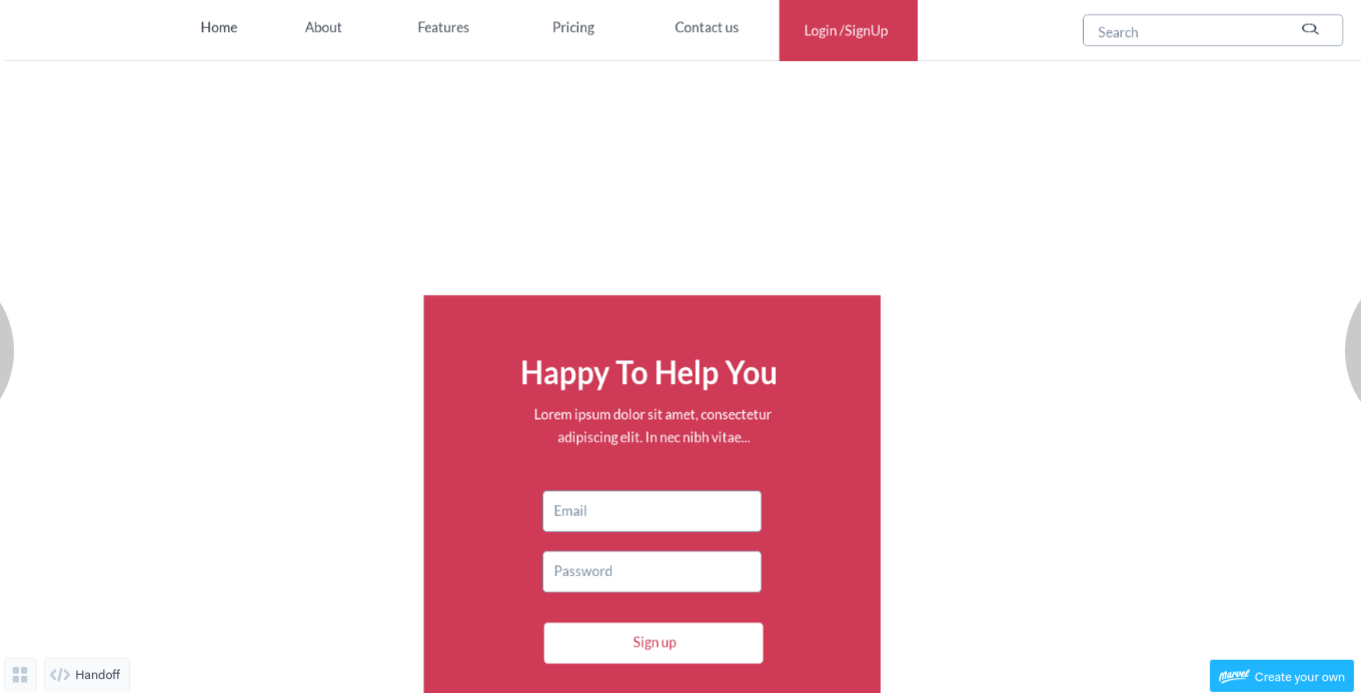 Home About Features Pricing Contact us Login /SignUp Search
Happy To Help You
Lorem ipsum dolor sit amet, consectetur
adipiscing elit. In nec nibh vitae...
Email
Password
Sign up
Handoff
Marvel Create your own